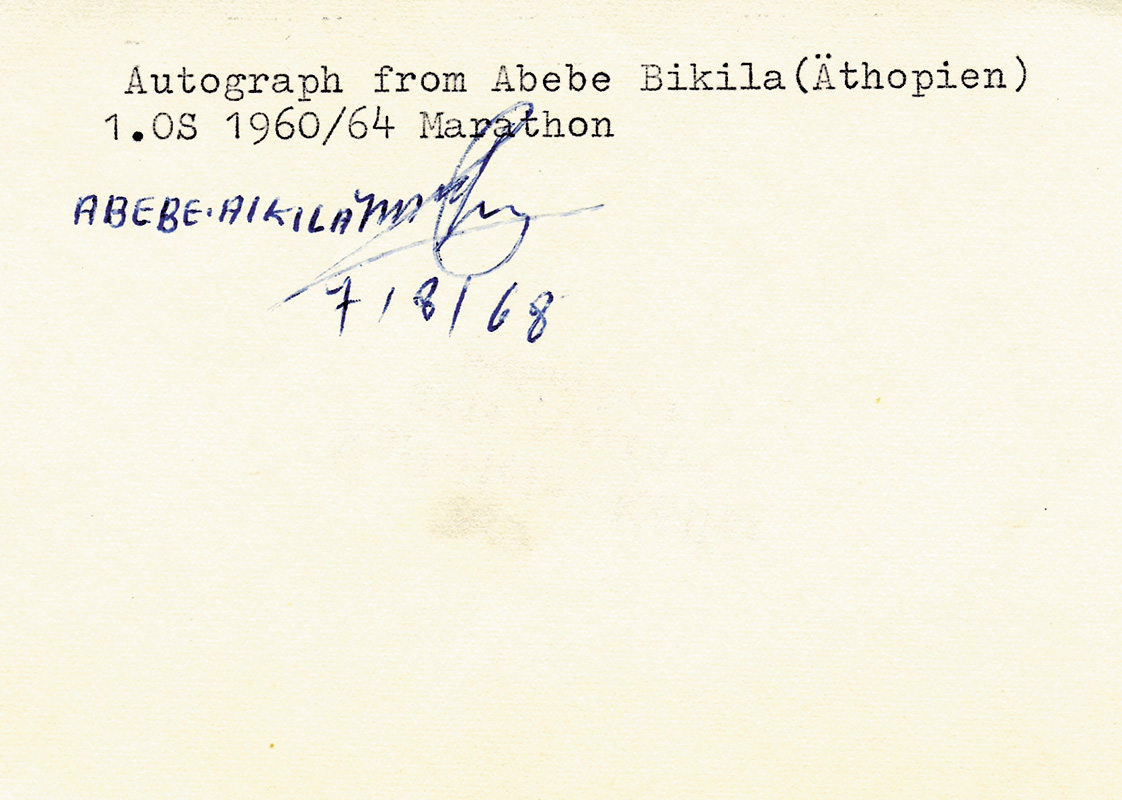 Autograph from Abebe Bikila(Äthopien)
1.OS 1960/64 Marathon
ABEBE.AIKILA
7/8/68